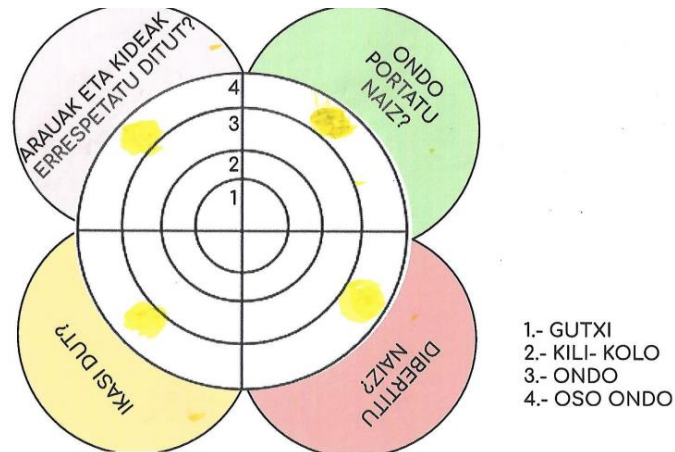 ARAUAK ETA KIDEAK
ERRESPETATU DITUT?
ONDO
PORTATU
NAIZ?
4
3
2
1
IKASI DUT?
DIBERTITU
NAIZ?
1.- GUTXI
2.- KILI- KOLO
3.- ONDO
4.- OSO ONDO